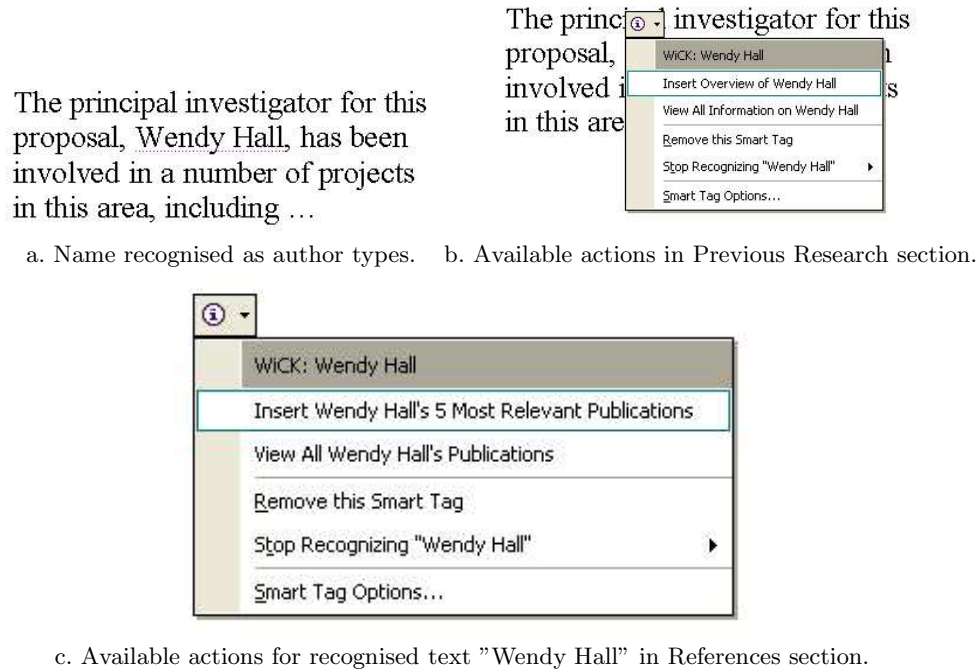 The principal investigator for this
proposal, Wendy Hall, has been
involved in a number of projects
in this area, including …
a. Name recognised as author types.
The princ investigator for this
proposal,
involved i
in this are
WiCK: Wendy Hall
Insert Overview of Wendy Hall
View All Information on Wendy Hall
Remove this Smart Tag
Stop Recognizing "Wendy Hall"
Smart Tag Options...
b. Available actions in Previous Research section.
WiCK: Wendy Hall
Insert Wendy Hall's 5 Most Relevant Publications
View All Wendy Hall's Publications
Remove this Smart Tag
Stop Recognizing "Wendy Hall"
Smart Tag Options...
c. Available actions for recognised text ”Wendy Hall” in References section.